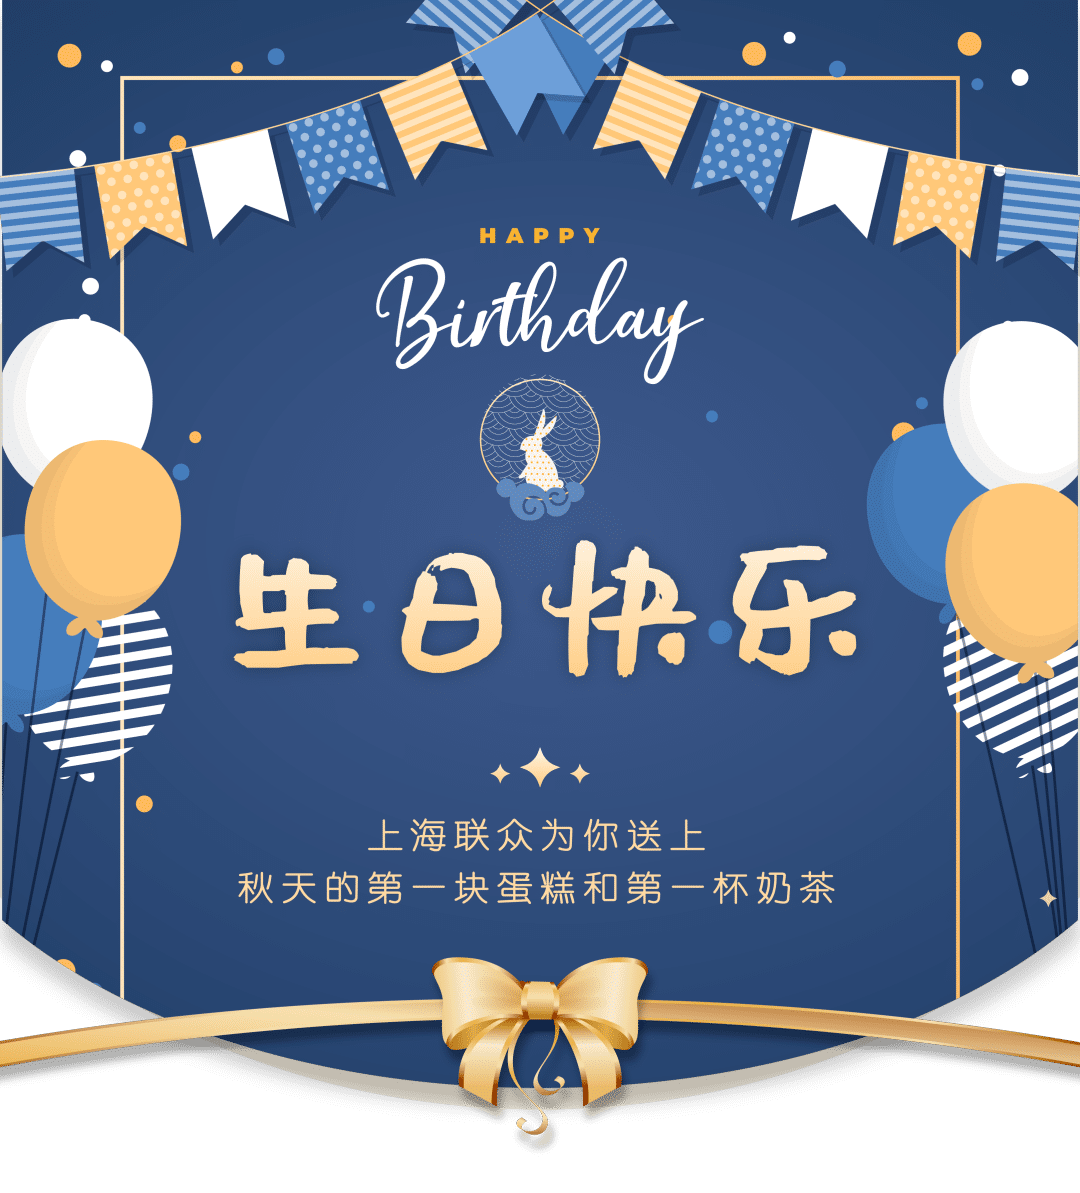 HAPPY
Birthday
生日快乐
上海联众为你送上
秋天的第一块蛋糕和第一杯奶茶